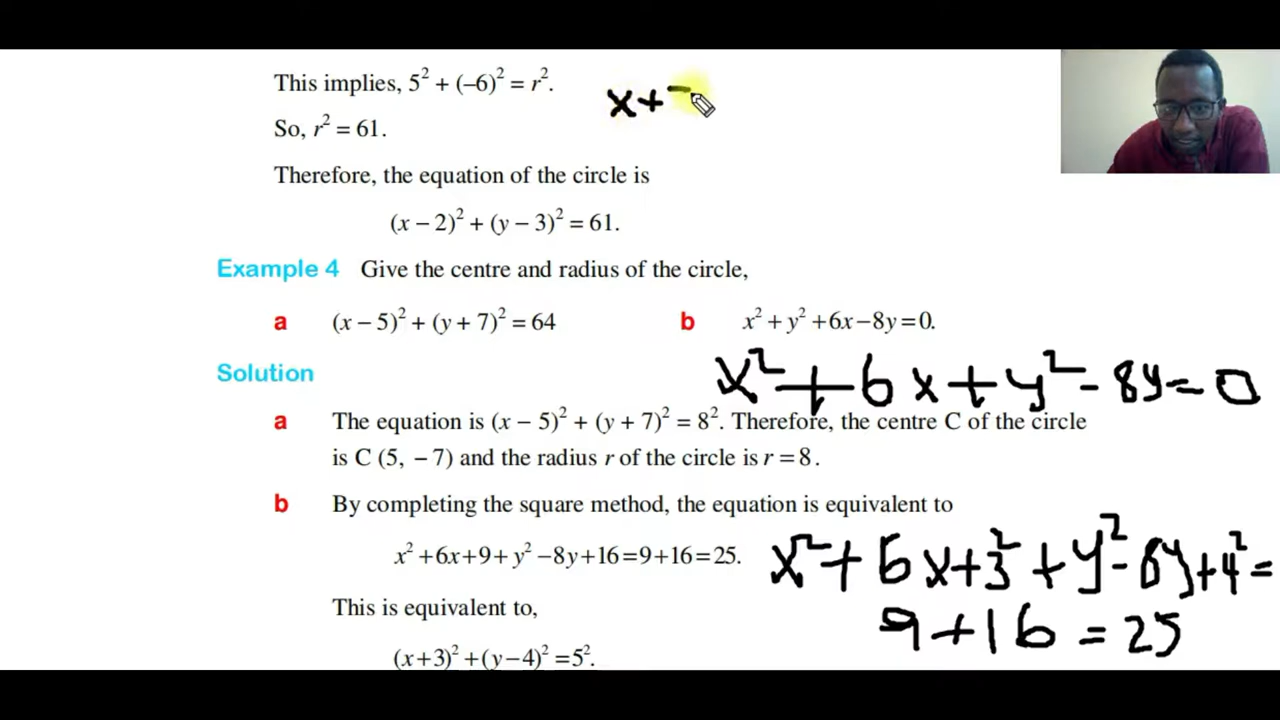 This implies, 5² + (–6)² = r².
x+
So, r² = 61.
Therefore, the equation of the circle is
(x – 2)² + (y – 3)² = 61.
Example 4 Give the centre and radius of the circle,
a (x – 5)² + (y + 7)² = 64 b x² + y² +6x–8y=0.
x² + 6x + y² - 8y = 0
Solution
a The equation is (x – 5)² + (y + 7)² = 8². Therefore, the centre C of the circle
is C (5, – 7) and the radius r of the circle is r = 8.
b By completing the square method, the equation is equivalent to
x² +6x+9+ y² –8y+16=9+16=25.
x² + 6x + 3² + y² - 8y + 4² =
9 + 16 = 25
This is equivalent to,
(x+3)² +(y–4)² =5².